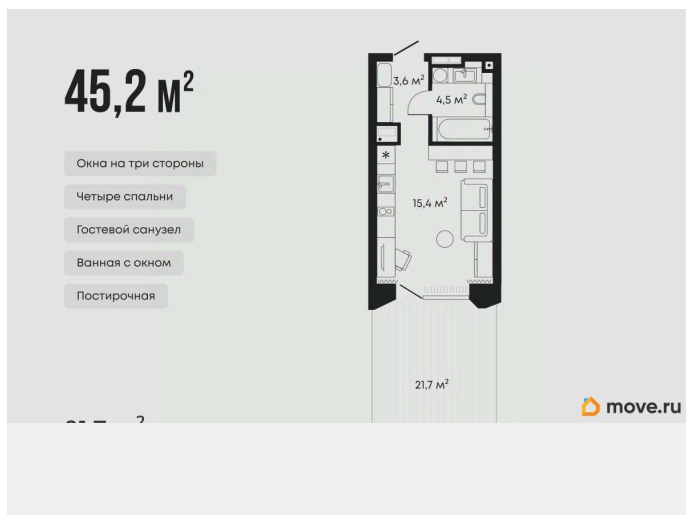 45,2 м²
Окна на три стороны
Четыре спальни
Гостевой санузел
Ванная с окном
Постирочная
3,6 м²
4,5 м²
*
15,4 м²
21,7 м²
move.ru